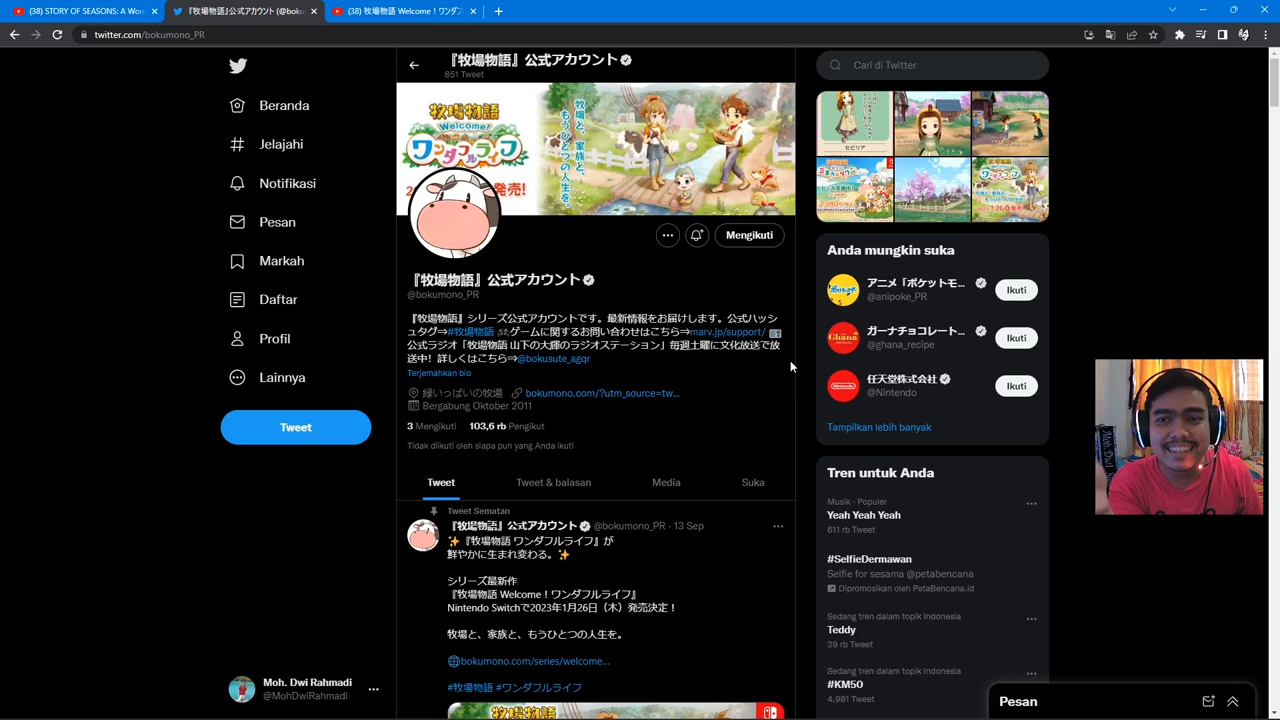 (38) STORY OF SEASONS: A Won
『牧場物語』公式アカウント (@boku
(38) 牧場物語 Welcome！ワンダフ
twitter.com/bokumono_PR
『牧場物語』公式アカウント
851 Tweet
Beranda
Jelajahi
Notifikasi
Pesan
Markah
Daftar
Profil
Lainnya
Tweet
Moh. Dwi Rahmadi
@MohDwiRahmadi
牧場物語
Welcome!
ワンダフルライフ
牧場と、家族と、
もうひとつの人生を。
Mengikuti
『牧場物語』公式アカウント
@bokumono_PR
『牧場物語』シリーズ公式アカウントです。最新情報をお届けします。公式ハッシ
ュタグ⇒#牧場物語 🎮ゲームに関するお問い合わせはこちら⇒marv.jp/support/ 📻
公式ラジオ「牧場物語 山下の大輝のラジオステーション」毎週土曜に文化放送で放
送中！詳しくはこちら⇒@bokusute_agqr
Terjemahkan bio
緑いっぱいの牧場 bokumono.com/?utm_source=tw...
Bergabung Oktober 2011
3 Mengikuti 103,6 rb Pengikut
Tidak diikuti oleh siapa pun yang Anda ikuti
Tweet Tweet & balasan Media Suka
Tweet Sematan
『牧場物語』公式アカウント @bokumono_PR · 13 Sep
✨『牧場物語 ワンダフルライフ』が
鮮やかに生まれ変わる。✨
シリーズ最新作
『牧場物語 Welcome！ワンダフルライフ』
Nintendo Switchで2023年1月26日（木）発売決定！
牧場と、家族と、もうひとつの人生を。
🌐bokumono.com/series/welcome...
#牧場物語 #ワンダフルライフ
牧場物語
Cari di Twitter
セピリア
2,980
1.26
Anda mungkin suka
アニメ「ポケットモ...
@anipoke_PR
Ikuti
ガーナチョコレート...
@ghana_recipe
Ikuti
任天堂株式会社
@Nintendo
Ikuti
Tampilkan lebih banyak
Tren untuk Anda
Musik · Populer
Yeah Yeah Yeah
611 rb Tweet
#SelfieDermawan
Selfie for sesama @petabencana
Dipromosikan oleh PetaBencana.id
Sedang tren dalam topik Indonesia
Teddy
39 rb Tweet
Sedang tren dalam topik Indonesia
#KM50
4.981 Tweet
Pesan